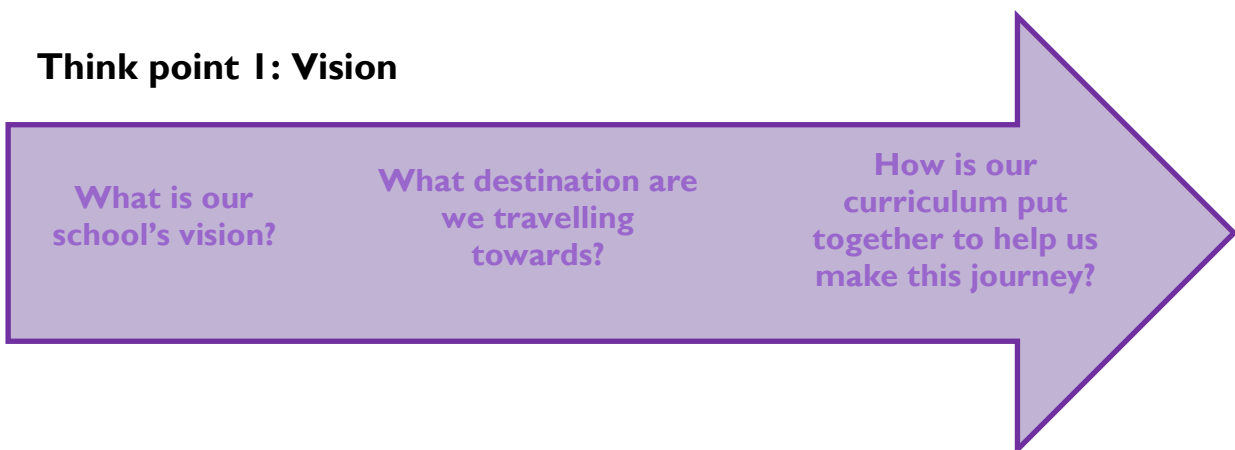 Think point 1: Vision
What is our
school’s vision?
What destination are
we travelling
towards?
How is our
curriculum put
together to help us
make this journey?